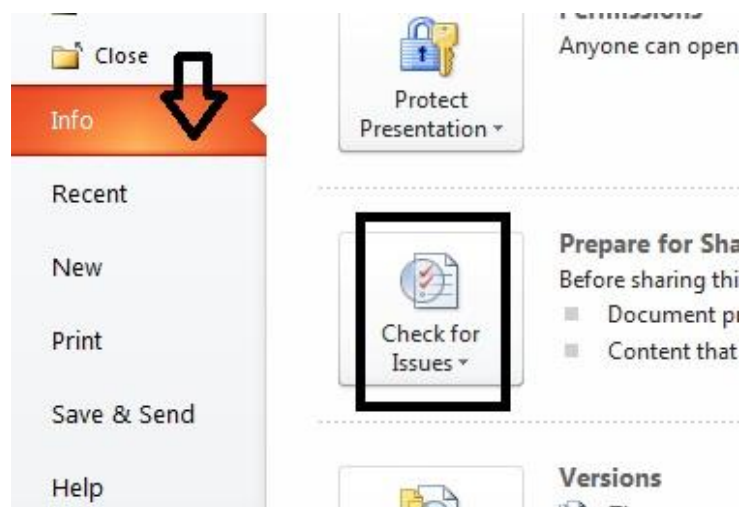 Close
Info
Recent
New
Print
Save & Send
Help
Protect
Presentation
Permissions
Anyone can open
Check for
Issues
Prepare for Sha
Before sharing thi
Document pr
Content that
Versions